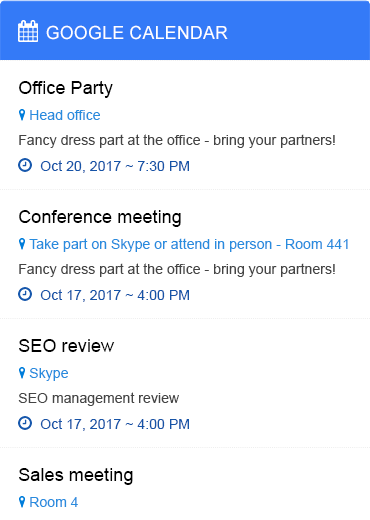 GOOGLE CALENDAR
Office Party
Head office
Fancy dress part at the office - bring your partners!
Oct 20, 2017 ~ 7:30 PM
Conference meeting
Take part on Skype or attend in person - Room 441
Fancy dress part at the office - bring your partners!
Oct 17, 2017 ~ 4:00 PM
SEO review
Skype
SEO management review
Oct 17, 2017 ~ 4:00 PM
Sales meeting
Room 4